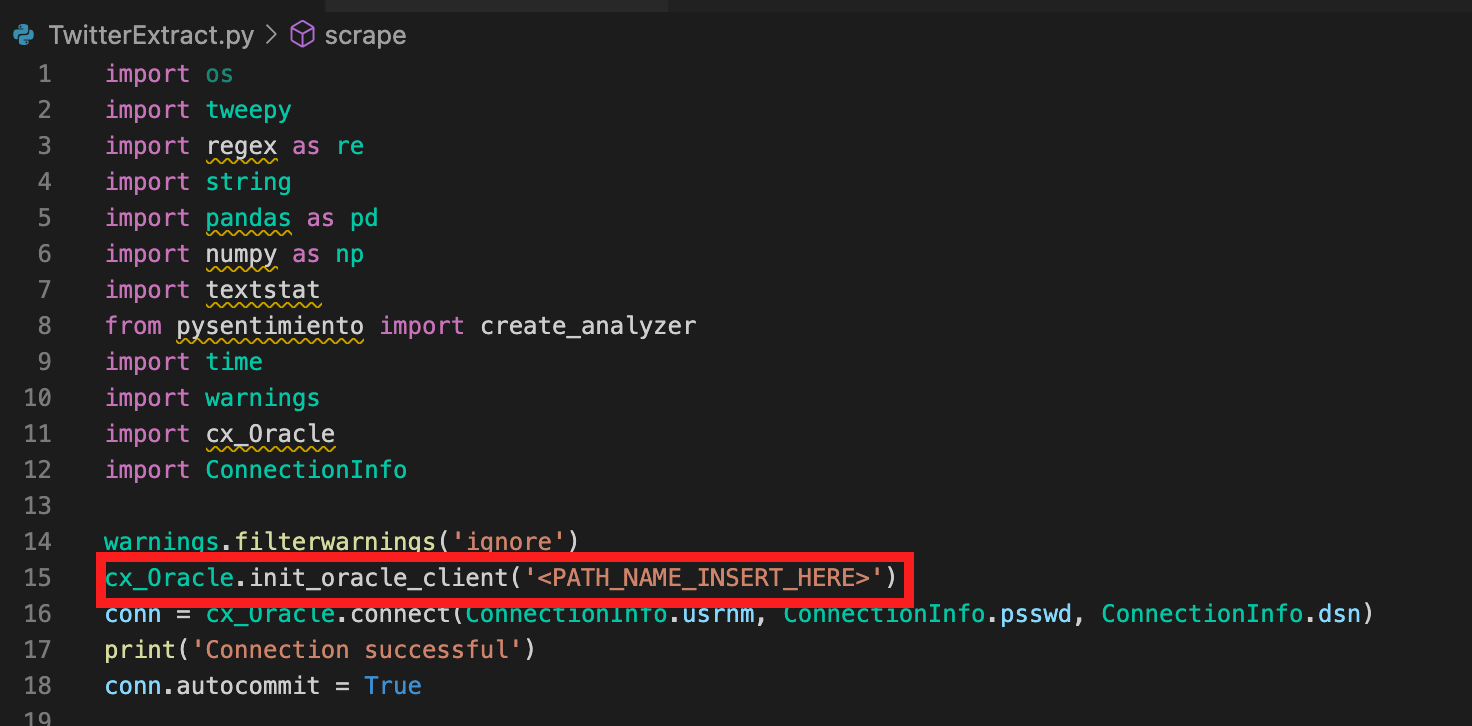 TwitterExtract.py > scrape
1 import os
2 import tweepy
3 import regex as re
4 import string
5 import pandas as pd
6 import numpy as np
7 import textstat
8 from pysentimiento import create_analyzer
9 import time
10 import warnings
11 import cx_Oracle
12 import ConnectionInfo
13
14 warnings.filterwarnings('ignore')
15 cx_Oracle.init_oracle_client('<PATH_NAME_INSERT_HERE>')
16 conn = cx_Oracle.connect(ConnectionInfo.usrnm, ConnectionInfo.psswd, ConnectionInfo.dsn)
17 print('Connection successful')
18 conn.autocommit = True
19